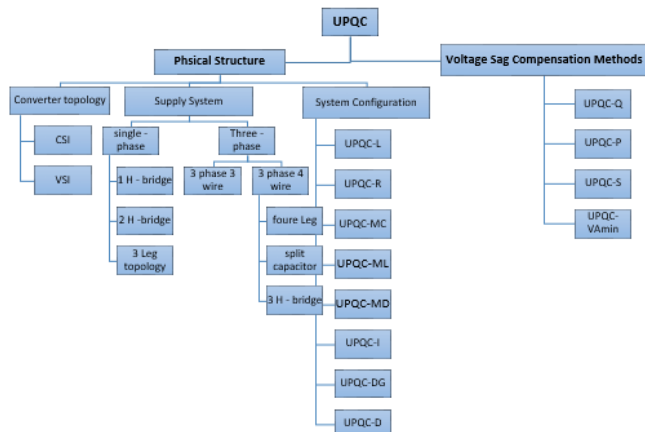 UPQC
Phsical Structure
Voltage Sag Compensation Methods
Converter topology
Supply System
System Configuration
CSI
VSI
single -
phase
Three -
phase
1 H - bridge
2 H -bridge
3 Leg
topology
3 phase 3
wire
3 phase 4
wire
foure Leg
split
capacitor
3 H - bridge
UPQC-L
UPQC-R
UPQC-MC
UPQC-ML
UPQC-MD
UPQC-I
UPQC-DG
UPQC-D
UPQC-Q
UPQC-P
UPQC-S
UPQC-
VAmin